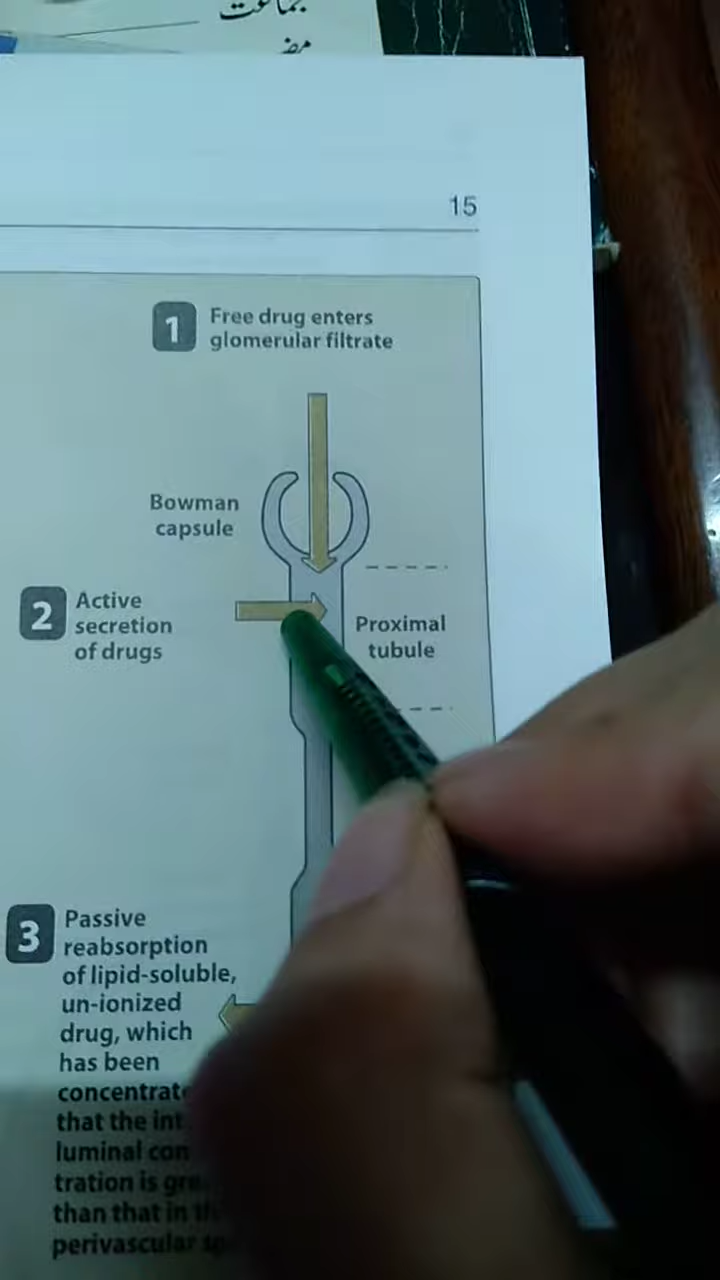 جماعت
15
1 Free drug enters
glomerular filtrate
Bowman
capsule
2 Active
secretion
of drugs
Proximal
tubule
3 Passive
reabsorption
of lipid-soluble,
un-ionized
drug, which
has been
that the
luminal
tration is
than that in
perivascular